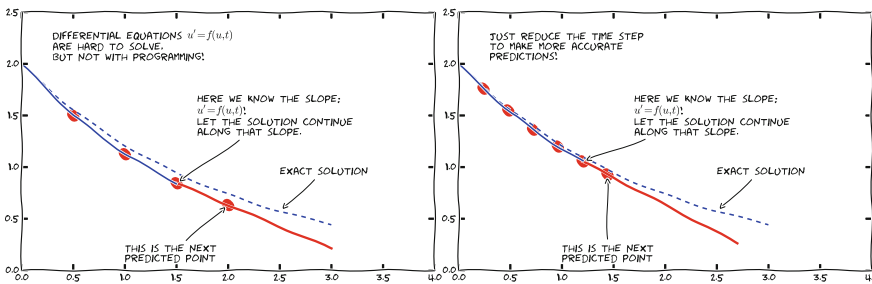 DIFFERENTIAL EQUATIONS u'=f(u,t)
ARE HARD TO SOLVE.
BUT NOT WITH PROGRAMMING!
HERE WE KNOW THE SLOPE:
u'=f(u,t)!
LET THE SOLUTION CONTINUE
ALONG THAT SLOPE.
EXACT SOLUTION
THIS IS THE NEXT
PREDICTED POINT
2.5
2.0
1.5
1.0
0.5
0.0
0.0 0.5 1.0 1.5 2.0 2.5 3.0 3.5 4.0
JUST REDUCE THE TIME STEP
TO MAKE MORE ACCURATE
PREDICTIONS!
HERE WE KNOW THE SLOPE:
u'=f(u,t)!
LET THE SOLUTION CONTINUE
ALONG THAT SLOPE.
EXACT SOLUTION
THIS IS THE NEXT
PREDICTED POINT
2.5
2.0
1.5
1.0
0.5
0.0
0.5 1.0 1.5 2.0 2.5 3.0 3.5